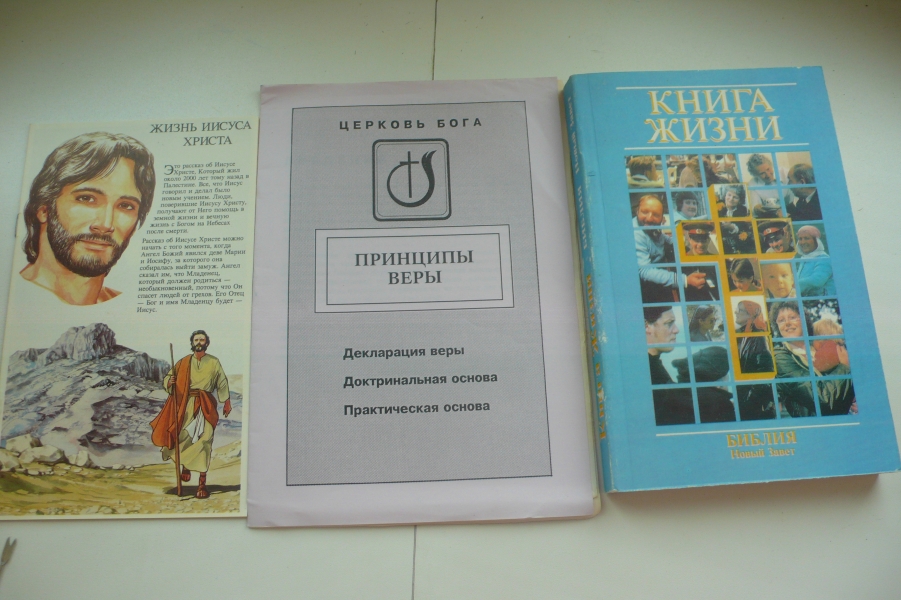 ЖИЗНЬ ИИСУСА
ХРИСТА
Это рассказ об Иисусе
Христе, Который жил
около 2000 лет тому назад в
Палестине. Все, что Иисус
говорил и делал было
новым учением. Люди,
поверившие Иисусу Христу,
получают от Него помощь в
земной жизни и вечную
жизнь с Богом на Небесах
после смерти.
Рассказ об Иисусе Христе можно
начать с того момента, когда
Ангел Божий явился деве Марии
и Иосифу, за которого она
собиралась выйти замуж. Ангел
сказал им, что Младенец,
который должен родиться —
необыкновенный, потому что Он
спасет людей от грехов. Его Отец
— Бог и имя Младенцу будет —
Иисус.
ЦЕРКОВЬ БОГА
ПРИНЦИПЫ
ВЕРЫ
Декларация веры
Доктринальная основа
Практическая основа
КНИГА
ЖИЗНИ
БИБЛИЯ
Новый Завет